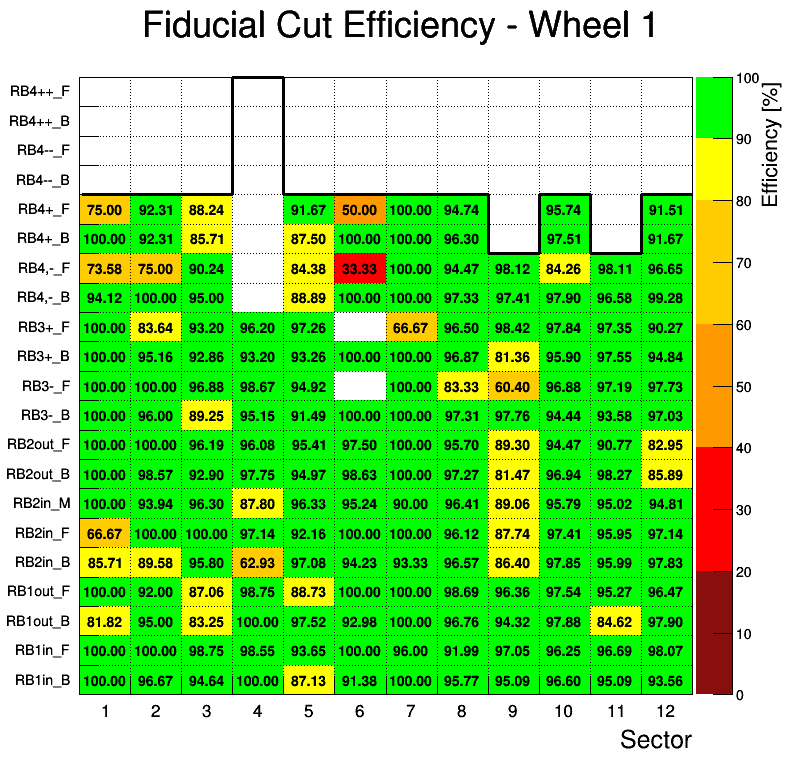 Fiducial Cut Efficiency - Wheel 1
RB4++_F
RB4++_B
RB4--_F
RB4--_B
RB4+_F 75.00 92.31 88.24 91.67 50.00 100.00 94.74 95.74 91.51
RB4+_B 100.00 92.31 85.71 87.50 100.00 100.00 96.30 97.51 91.67
RB4,-_F 73.58 75.00 90.24 84.38 33.33 100.00 94.47 98.12 84.26 98.11 96.65
RB4,-_B 94.12 100.00 95.00 88.89 100.00 100.00 97.33 97.41 97.90 96.58 99.28
RB3+_F 100.00 83.64 93.20 96.20 97.26 66.67 96.50 98.42 97.84 97.35 90.27
RB3+_B 100.00 95.16 92.86 93.20 93.26 100.00 100.00 96.87 81.36 95.90 97.55 94.84
RB3-_F 100.00 100.00 96.88 98.67 94.92 100.00 83.33 60.40 96.88 97.19 97.73
RB3-_B 100.00 96.00 89.25 95.15 91.49 100.00 100.00 97.31 97.76 94.44 93.58 97.03
RB2out_F 100.00 100.00 96.19 96.08 95.41 97.50 100.00 95.70 89.30 94.47 90.77 82.95
RB2out_B 100.00 98.57 92.90 97.75 94.97 98.63 100.00 97.27 81.47 96.94 98.27 85.89
RB2in_M 100.00 93.94 96.30 87.80 96.33 95.24 90.00 96.41 89.06 95.79 95.02 94.81
RB2in_F 66.67 100.00 100.00 97.14 92.16 100.00 100.00 96.12 87.74 97.41 95.95 97.14
RB2in_B 85.71 89.58 95.80 62.93 97.08 94.23 93.33 96.57 86.40 97.85 95.99 97.83
RB1out_F 100.00 92.00 87.06 98.75 88.73 100.00 100.00 98.69 96.36 97.54 95.27 96.47
RB1out_B 81.82 95.00 83.25 100.00 97.52 92.98 100.00 96.76 94.32 97.88 84.62 97.90
RB1in_F 100.00 100.00 98.75 98.55 93.65 100.00 96.00 91.99 97.05 96.25 96.69 98.07
RB1in_B 100.00 96.67 94.64 100.00 87.13 91.38 100.00 95.77 95.09 96.60 95.09 93.56
1 2 3 4 5 6 7 8 9 10 11 12
Sector
100
90
80
70
60
50
40
30
20
10
0
Efficiency [%]